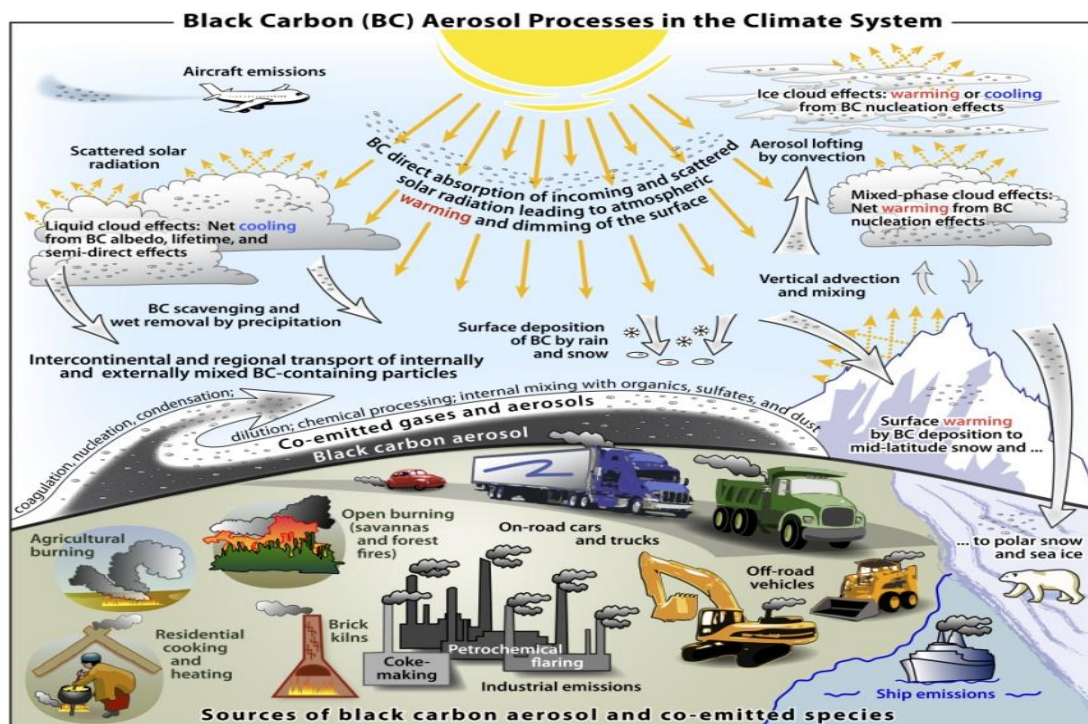 Black Carbon (BC) Aerosol Processes in the Climate System
Aircraft emissions
Scattered solar
radiation
Liquid cloud effects: Net cooling
from BC albedo, lifetime, and
semi-direct effects
BC direct absorption of incoming and scattered
solar radiation leading to atmospheric
warming and dimming of the surface
Ice cloud effects: warming or cooling
from BC nucleation effects
Aerosol lofting
by convection
Mixed-phase cloud effects:
Net warming from BC
nucleation effects
Vertical advection
and mixing
BC scavenging and
wet removal by precipitation
Surface deposition
of BC by rain
and snow
Intercontinental and regional transport of internally
and externally mixed BC-containing particles
coagulation, nucleation, condensation;
dilution; chemical processing; internal mixing with organics, sulfates, and dust
Co-emitted gases and aerosols
Black carbon aerosol
Surface warming
by BC deposition to
mid-latitude snow and ...
... to polar snow
and sea ice
Agricultural
burning
Open burning
(savannas
and forest
fires)
On-road cars
and trucks
Off-road
vehicles
Residential
cooking
and
heating
Brick
kilns
Coke-
making
Petrochemical
flaring
Industrial emissions
Ship emissions
Sources of black carbon aerosol and co-emitted species